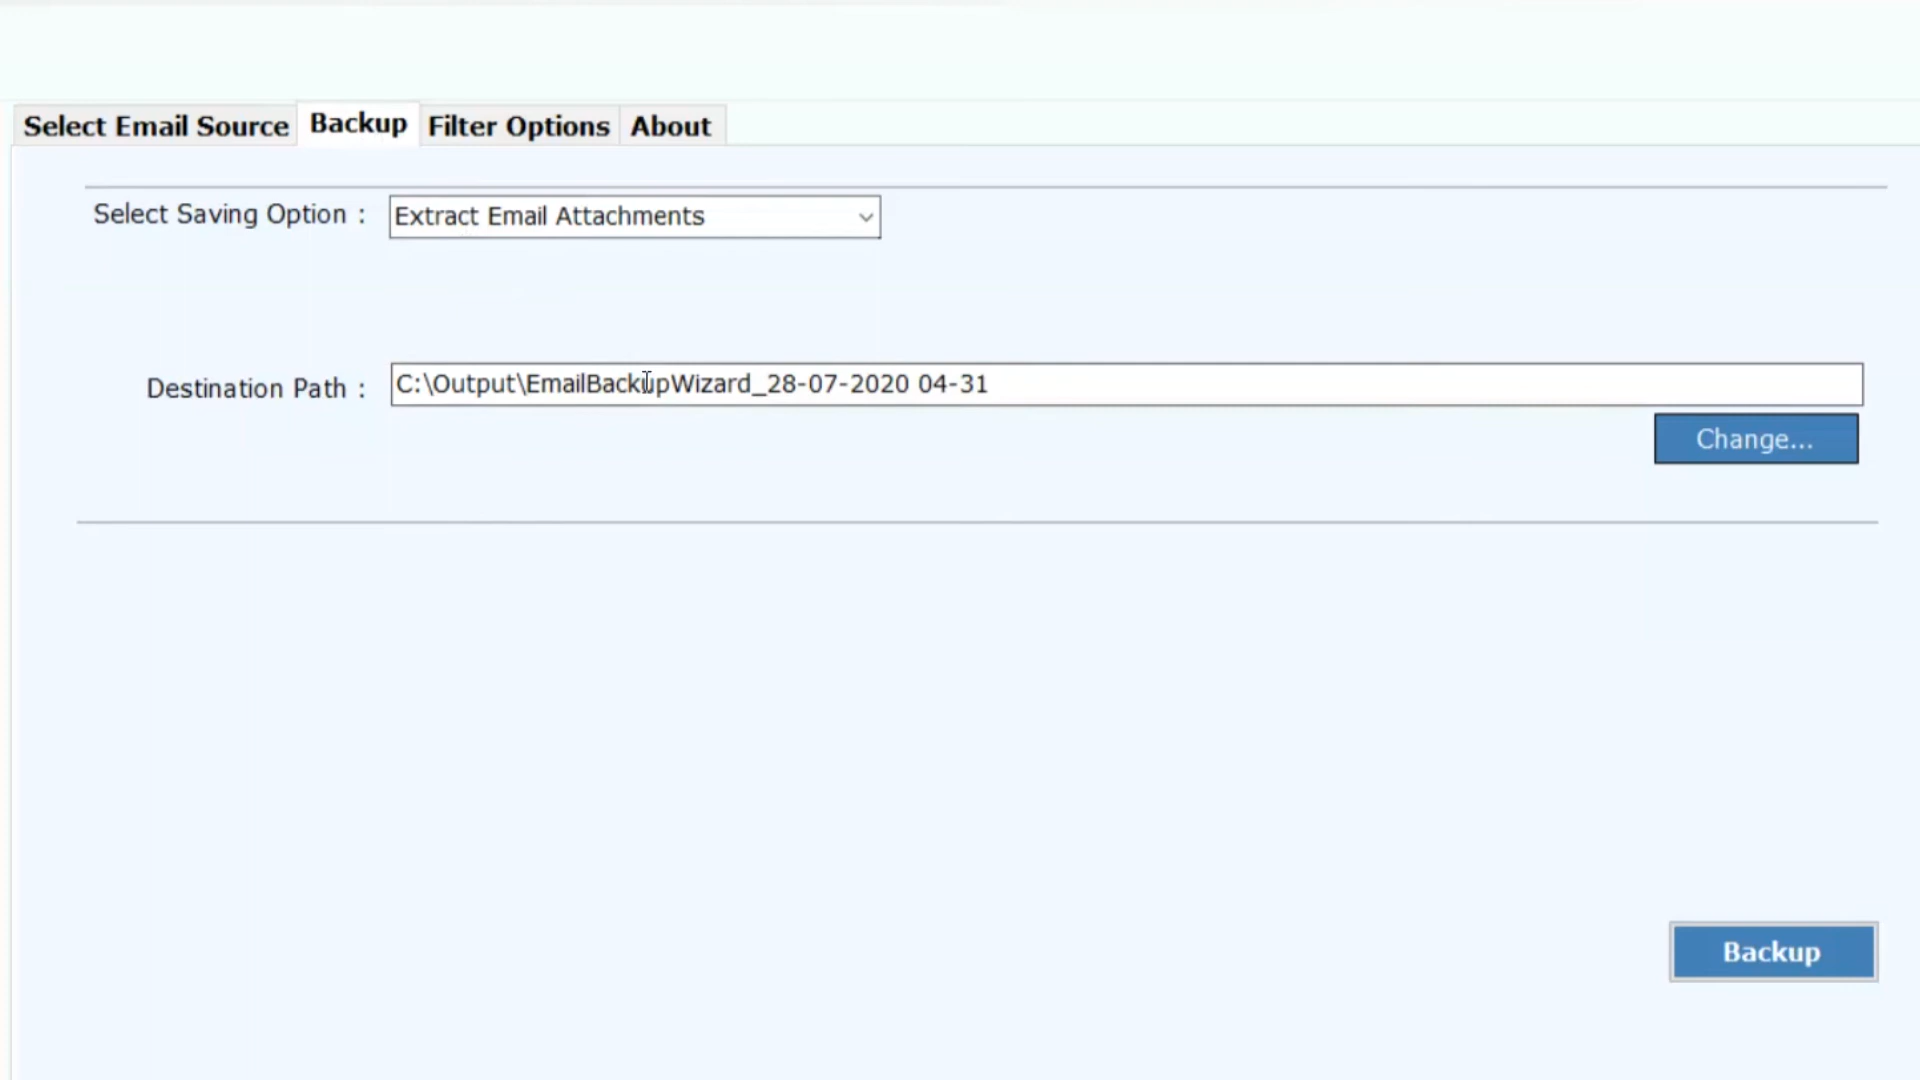 Select Email Source Backup Filter Options About
Select Saving Option : Extract Email Attachments
Destination Path : C:\Output\EmailBackupWizard_28-07-2020 04-31
Change...
Backup